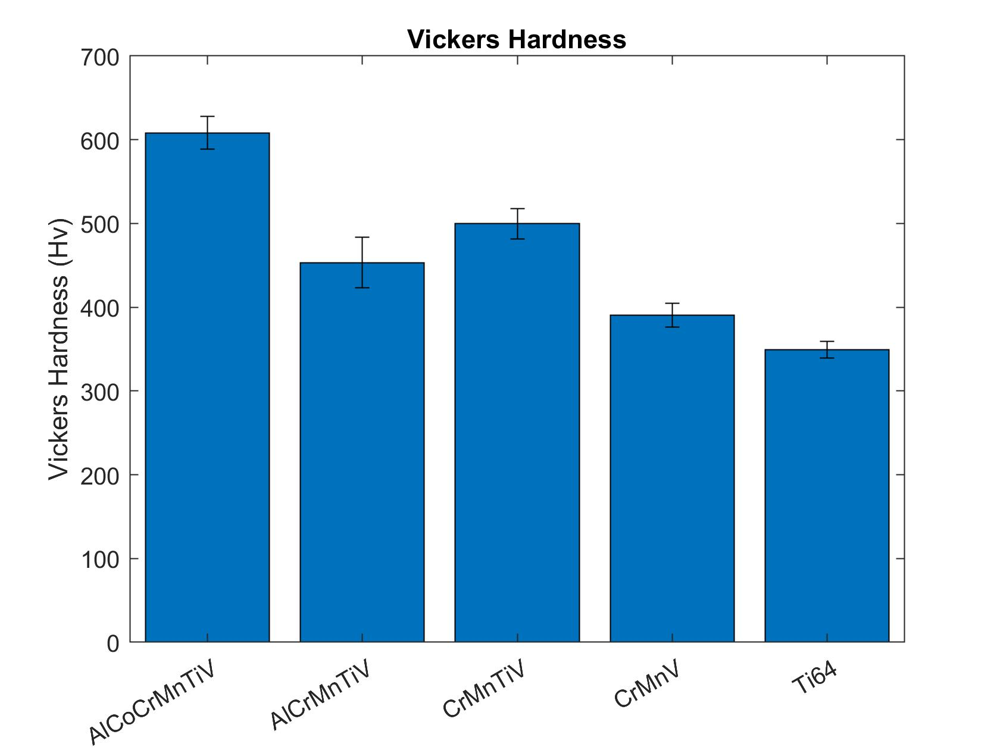 Vickers Hardness
Vickers Hardness (Hv)
700
600
500
400
300
200
100
0
AlCoCrMnTiV
AlCrMnTiV
CrMnTiV
CrMnV
Ti64